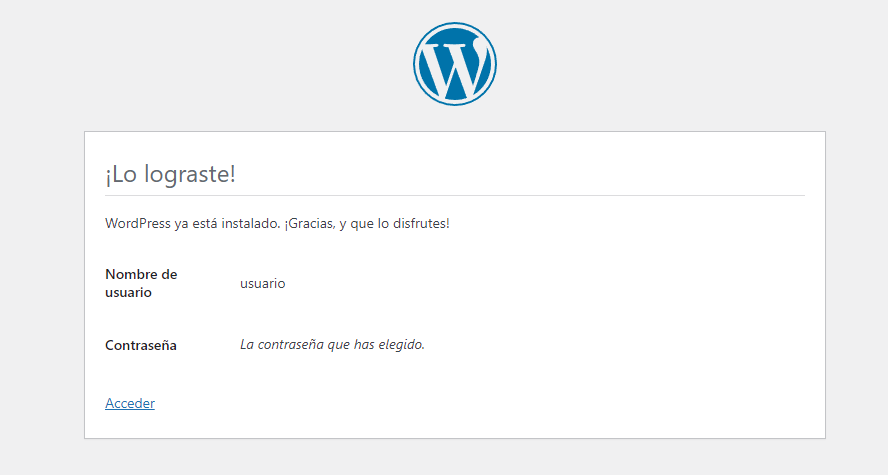 ¡Lo lograste!
WordPress ya está instalado. ¡Gracias, y que lo disfrutes!
Nombre de
usuario
usuario
Contraseña
La contraseña que has elegido.
Acceder